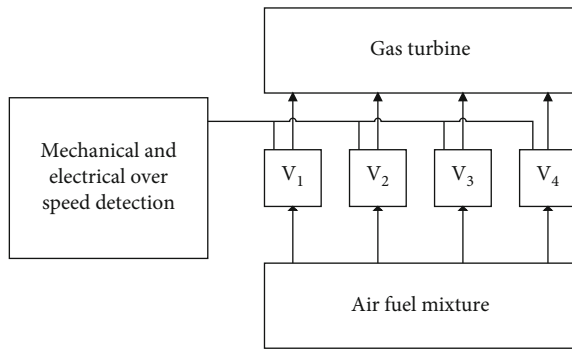 Gas turbine
Mechanical and
electrical over
speed detection
V1
V2
V3
V4
Air fuel mixture